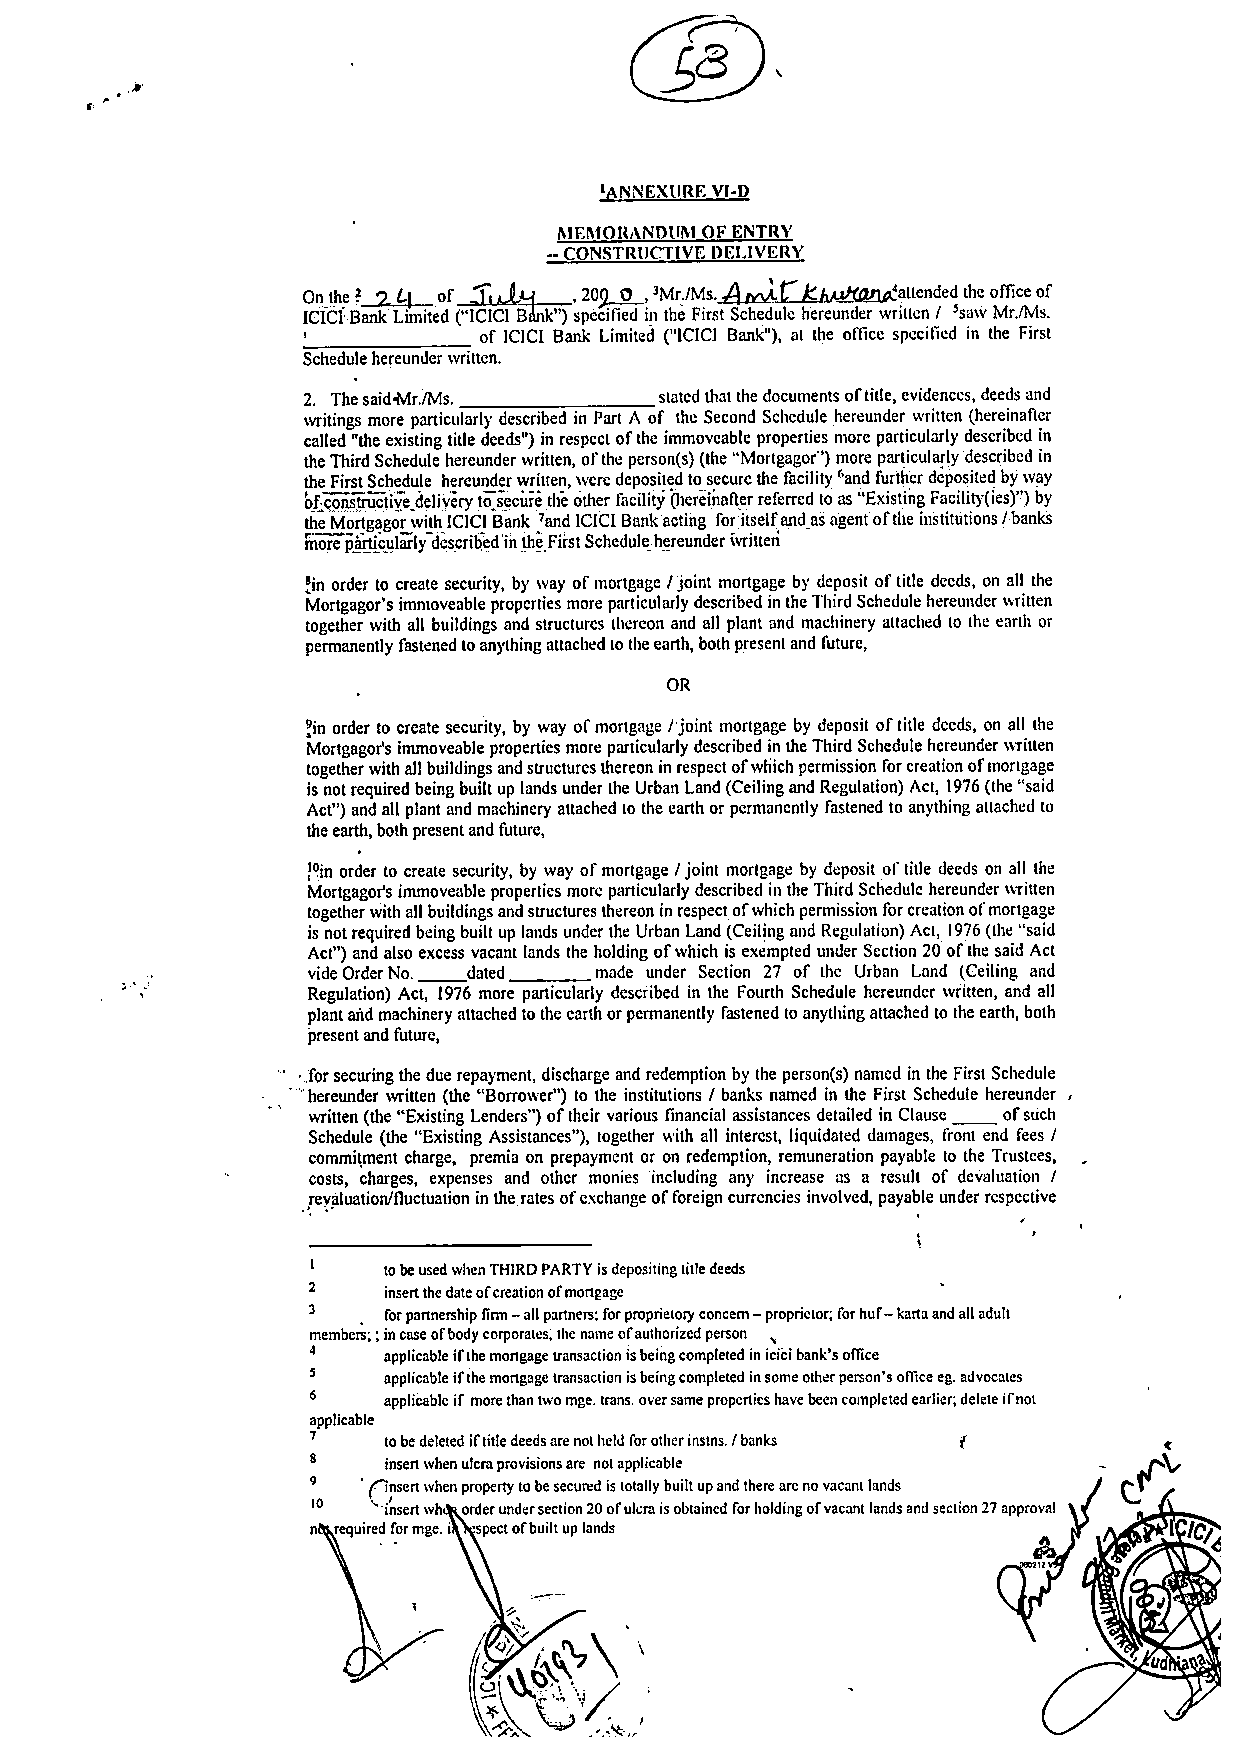 58
¹ANNEXURE VI-D
MEMORANDUM OF ENTRY
-- CONSTRUCTIVE DELIVERY
On the ² 24 of July, 2020, ³Mr./Ms. Amit Khurana ⁴attended the office of
ICICI Bank Limited ("ICICI Bank") specified in the First Schedule hereunder written / ⁵saw Mr./Ms.
____________________ of ICICI Bank Limited ("ICICI Bank"), at the office specified in the First
Schedule hereunder written.
2. The said Mr./Ms. ____________________ stated that the documents of title, evidences, deeds and
writings more particularly described in Part A of the Second Schedule hereunder written (hereinafter
called "the existing title deeds") in respect of the immoveable properties more particularly described in
the Third Schedule hereunder written, of the person(s) (the "Mortgagor") more particularly described in
the First Schedule hereunder written, were deposited to secure the facility ⁶and further deposited by way
of constructive delivery to secure the other facility (hereinafter referred to as "Existing Facility(ies)") by
the Mortgagor with ICICI Bank ⁷and ICICI Bank acting for itself and as agent of the institutions / banks
more particularly described in the First Schedule hereunder written
⁸in order to create security, by way of mortgage / joint mortgage by deposit of title deeds, on all the
Mortgagor's immoveable properties more particularly described in the Third Schedule hereunder written
together with all buildings and structures thereon and all plant and machinery attached to the earth or
permanently fastened to anything attached to the earth, both present and future,
OR
⁹in order to create security, by way of mortgage / joint mortgage by deposit of title deeds, on all the
Mortgagor's immoveable properties more particularly described in the Third Schedule hereunder written
together with all buildings and structures thereon in respect of which permission for creation of mortgage
is not required being built up lands under the Urban Land (Ceiling and Regulation) Act, 1976 (the "said
Act") and all plant and machinery attached to the earth or permanently fastened to anything attached to
the earth, both present and future,
¹⁰in order to create security, by way of mortgage / joint mortgage by deposit of title deeds on all the
Mortgagor's immoveable properties more particularly described in the Third Schedule hereunder written
together with all buildings and structures thereon in respect of which permission for creation of mortgage
is not required being built up lands under the Urban Land (Ceiling and Regulation) Act, 1976 (the "said
Act") and also excess vacant lands the holding of which is exempted under Section 20 of the said Act
vide Order No. _____ dated ________ made under Section 27 of the Urban Land (Ceiling and
Regulation) Act, 1976 more particularly described in the Fourth Schedule hereunder written, and all
plant and machinery attached to the earth or permanently fastened to anything attached to the earth, both
present and future,
for securing the due repayment, discharge and redemption by the person(s) named in the First Schedule
hereunder written (the "Borrower") to the institutions / banks named in the First Schedule hereunder
written (the "Existing Lenders") of their various financial assistances detailed in Clause _____ of such
Schedule (the "Existing Assistances"), together with all interest, liquidated damages, front end fees /
commitment charge, premia on prepayment or on redemption, remuneration payable to the Trustees,
costs, charges, expenses and other monies including any increase as a result of devaluation /
revaluation/fluctuation in the rates of exchange of foreign currencies involved, payable under respective
1 to be used when THIRD PARTY is depositing title deeds
2 insert the date of creation of mortgage
3 for partnership firm – all partners; for proprietory concern – proprietor; for huf – karta and all adult
members; ; in case of body corporates, the name of authorized person
4 applicable if the mortgage transaction is being completed in icici bank's office
5 applicable if the mortgage transaction is being completed in some other person's office eg. advocates
6 applicable if more than two mge. trans. over same properties have been completed earlier; delete if not
applicable
7 to be deleted if title deeds are not held for other instns. / banks
8 insert when ulcra provisions are not applicable
9 insert when property to be secured is totally built up and there are no vacant lands
10 insert when order under section 20 of ulcra is obtained for holding of vacant lands and section 27 approval
not required for mge. in respect of built up lands
ICICI
Ludhiana
40793